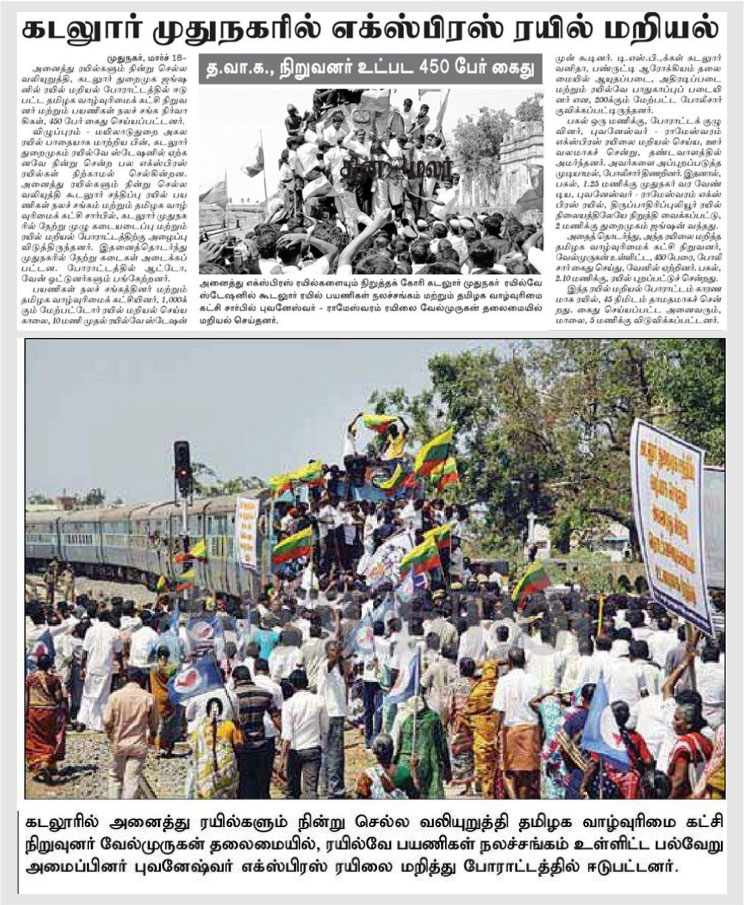 கடலூர் முதுநகரில் எக்ஸ்பிரஸ் ரயில் மறியல்
த.வா.க., நிறுவனர் உட்பட 450 பேர் கைது
முதுநகர், மார்ச் 18-
அனைத்து ரயில்களும் நின்று செல்ல
வலியுறுத்தி, கடலூர் துறைமுக ஜங்ஷ
னில் ரயில் மறியல் போராட்டத்தில் ஈடு
பட்ட தமிழக வாழ்வுரிமைக் கட்சி நிறுவ
னர் மற்றும் பயணிகள் நலச் சங்க நிர்வா
கிகள், 450 பேர் கைது செய்யப்பட்டனர்.
விழுப்புரம் - மயிலாடுதுறை அகல
ரயில் பாதையாக மாற்றிய பின், கடலூர்
துறைமுகம் ரயில்வே ஸ்டேஷனில் ஏற்க
னவே நின்று சென்ற பல எக்ஸ்பிரஸ்
ரயில்கள் நிற்காமல் செல்கின்றன.
அனைத்து ரயில்களும் நின்று செல்ல
வலியுத்தி கூடலூர் சந்திப்பு ரயில் பய
ணிகள் நலச் சங்கம் மற்றும் தமிழக வாழ்
வுரிமைக் கட்சி சார்பில், கடலூர் முதுநக
ரில் நேற்று முழு கடையடைப்பு மற்றும்
ரயில் மறியல் போராட்டத்திற்கு அழைப்பு
விடுத்திருந்தனர். இதனைத்தொடர்ந்து
முதுநகரில் நேற்று கடைகள் அடைக்கப்
பட்டன. போராட்டத்தில் ஆட்டோ,
வேன் ஓட்டுனர்களும் பங்கேற்றனர்.
பயணிகள் நலச் சங்கத்தினர் மற்றும்
தமிழக வாழ்வுரிமைக் கட்சியினர், 1,000க்
கும் மேற்பட்டோர் ரயில் மறியல் செய்ய
காலை, 10 மணி முதல் ரயில்வே ஸ்டேஷன்
அனைத்து எக்ஸ்பிரஸ் ரயில்களையும் நிறுத்தக் கோரி கடலூர் முதுநகர் ரயில்வே
ஸ்டேஷனில் கூடலூர் ரயில் பயணிகள் நலச்சங்கம் மற்றும் தமிழக வாழ்வுரிமை
கட்சி சார்பில் புவனேஸ்வர் - ராமேஸ்வரம் ரயிலை வேல்முருகன் தலைமையில்
மறியல் செய்தனர்.
முன் கூடினர். டி.எஸ்.பி.,க்கள் கடலூர்
வனிதா, பண்ருட்டி ஆரோக்கியம் தலை
மையில் ஆயுதப்படை, அதிரடிப்படை
மற்றும் ரயில்வே பாதுகாப்புப் படையி
னர் என, 200க்கும் மேற்பட்ட போலீசார்
குவிக்கப்பட்டிருந்தனர்.
பகல் ஒரு மணிக்கு, போராட்டக் குழு
வினர், புவனேஸ்வர் - ராமேஸ்வரம்
எக்ஸ்பிரஸ் ரயிலை மறியல் செய்ய, ஊர்
வலமாகச் சென்று, தண்டவாளத்தில்
அமர்ந்தனர். அவர்களை அப்புறப்படுத்த
முடியாமல், போலீசார் திணறினர். இதனால்,
பகல், 1.25 மணிக்கு முதுநகர் வர வேண்
டிய, புவனேஸ்வர் - ராமேஸ்வரம் எக்ஸ்
பிரஸ் ரயில், திருப்பாதிரிப்புலியூர் ரயில்
நிலையத்திலேயே நிறுத்தி வைக்கப்பட்டு,
2 மணிக்கு துறைமுகம் ஜங்ஷன் வந்தது.
அதைத் தொடர்ந்து, அந்த ரயிலை மறித்த
தமிழக வாழ்வுரிமைக் கட்சி நிறுவனர்,
வேல்முருகன் உள்ளிட்ட, 450 பேரை, போலீ
சார் கைது செய்து, வேனில் ஏற்றினர். பகல்,
2.10 மணிக்கு, ரயில் புறப்பட்டுச் சென்றது.
இந்த ரயில் மறியல் போராட்டம் காரண
மாக ரயில், 45 நிமிடம் தாமதமாகச் சென்
றது. கைது செய்யப்பட்ட அனைவரும்,
மாலை, 5 மணிக்கு விடுவிக்கப்பட்டனர்.
கடலூரில் அனைத்து ரயில்களும் நின்று செல்ல வலியுறுத்தி தமிழக வாழ்வுரிமை கட்சி
நிறுவுனர் வேல்முருகன் தலைமையில், ரயில்வே பயணிகள் நலச்சங்கம் உள்ளிட்ட பல்வேறு
அமைப்பினர் புவனேஷ்வர் எக்ஸ்பிரஸ் ரயிலை மறித்து போராட்டத்தில் ஈடுபட்டனர்.